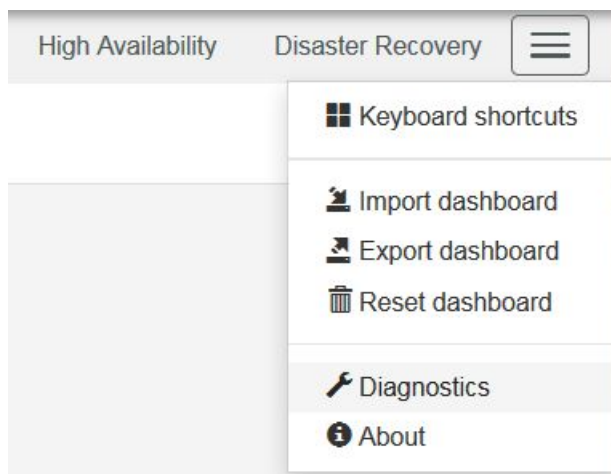 High Availability Disaster Recovery
Keyboard shortcuts
Import dashboard
Export dashboard
Reset dashboard
Diagnostics
About